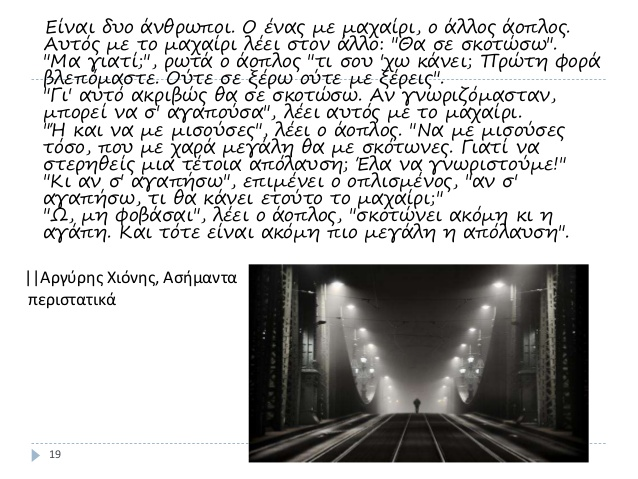 Είναι δυο άνθρωποι. Ο ένας με μαχαίρι, ο άλλος άοπλος.
Αυτός με το μαχαίρι λέει στον άλλο: "Θα σε σκοτώσω".
"Μα γιατί;", ρωτά ο άοπλος "τι σου 'χω κάνει; Πρώτη φορά
βλεπόμαστε. Ούτε σε ξέρω ούτε με ξέρεις".
"Γι' αυτό ακριβώς θα σε σκοτώσω. Αν γνωριζόμασταν,
μπορεί να σ' αγαπούσα", λέει αυτός με το μαχαίρι.
"Ή και να με μισούσες", λέει ο άοπλος. "Να με μισούσες
τόσο, που με χαρά μεγάλη θα με σκότωνες. Γιατί να
στερηθείς μια τέτοια απόλαυση; Έλα να γνωριστούμε!"
"Κι αν σ' αγαπήσω", επιμένει ο οπλισμένος, "αν σ'
αγαπήσω, τι θα κάνει ετούτο το μαχαίρι;"
"Ω, μη φοβάσαι", λέει ο άοπλος, "σκοτώνει ακόμη κι η
αγάπη. Και τότε είναι ακόμη πιο μεγάλη η απόλαυση".
||Αργύρης Χιόνης, Ασήμαντα
περιστατικά
19